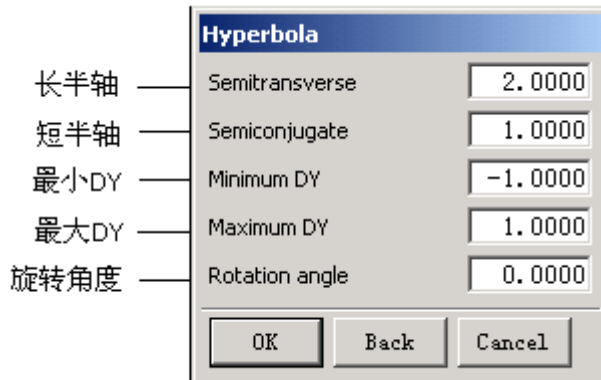 Hyperbola
长半轴 Semitransverse 2.0000
短半轴 Semiconjugate 1.0000
最小DY Minimum DY -1.0000
最大DY Maximum DY 1.0000
旋转角度 Rotation angle 0.0000
OK Back Cancel